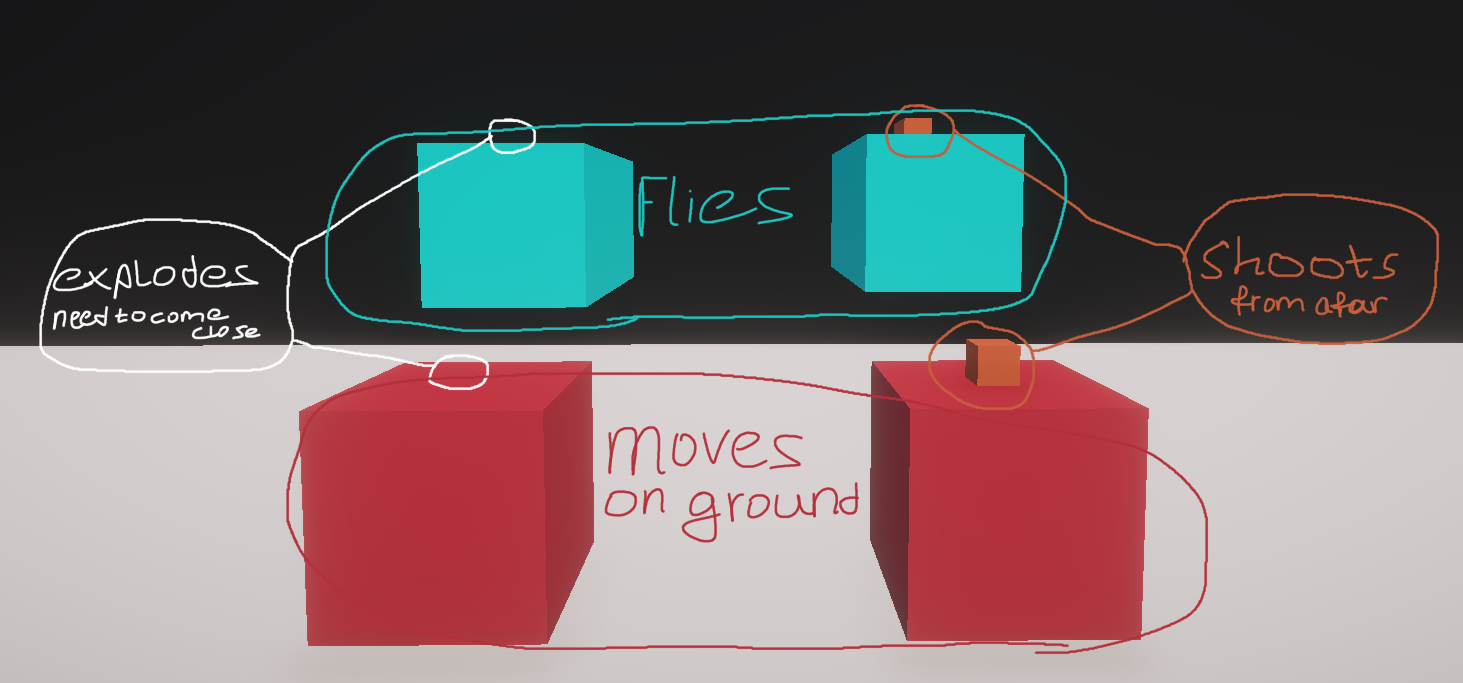 Flies
explodes
need to come
close
Shoots
from afar
moves
on ground